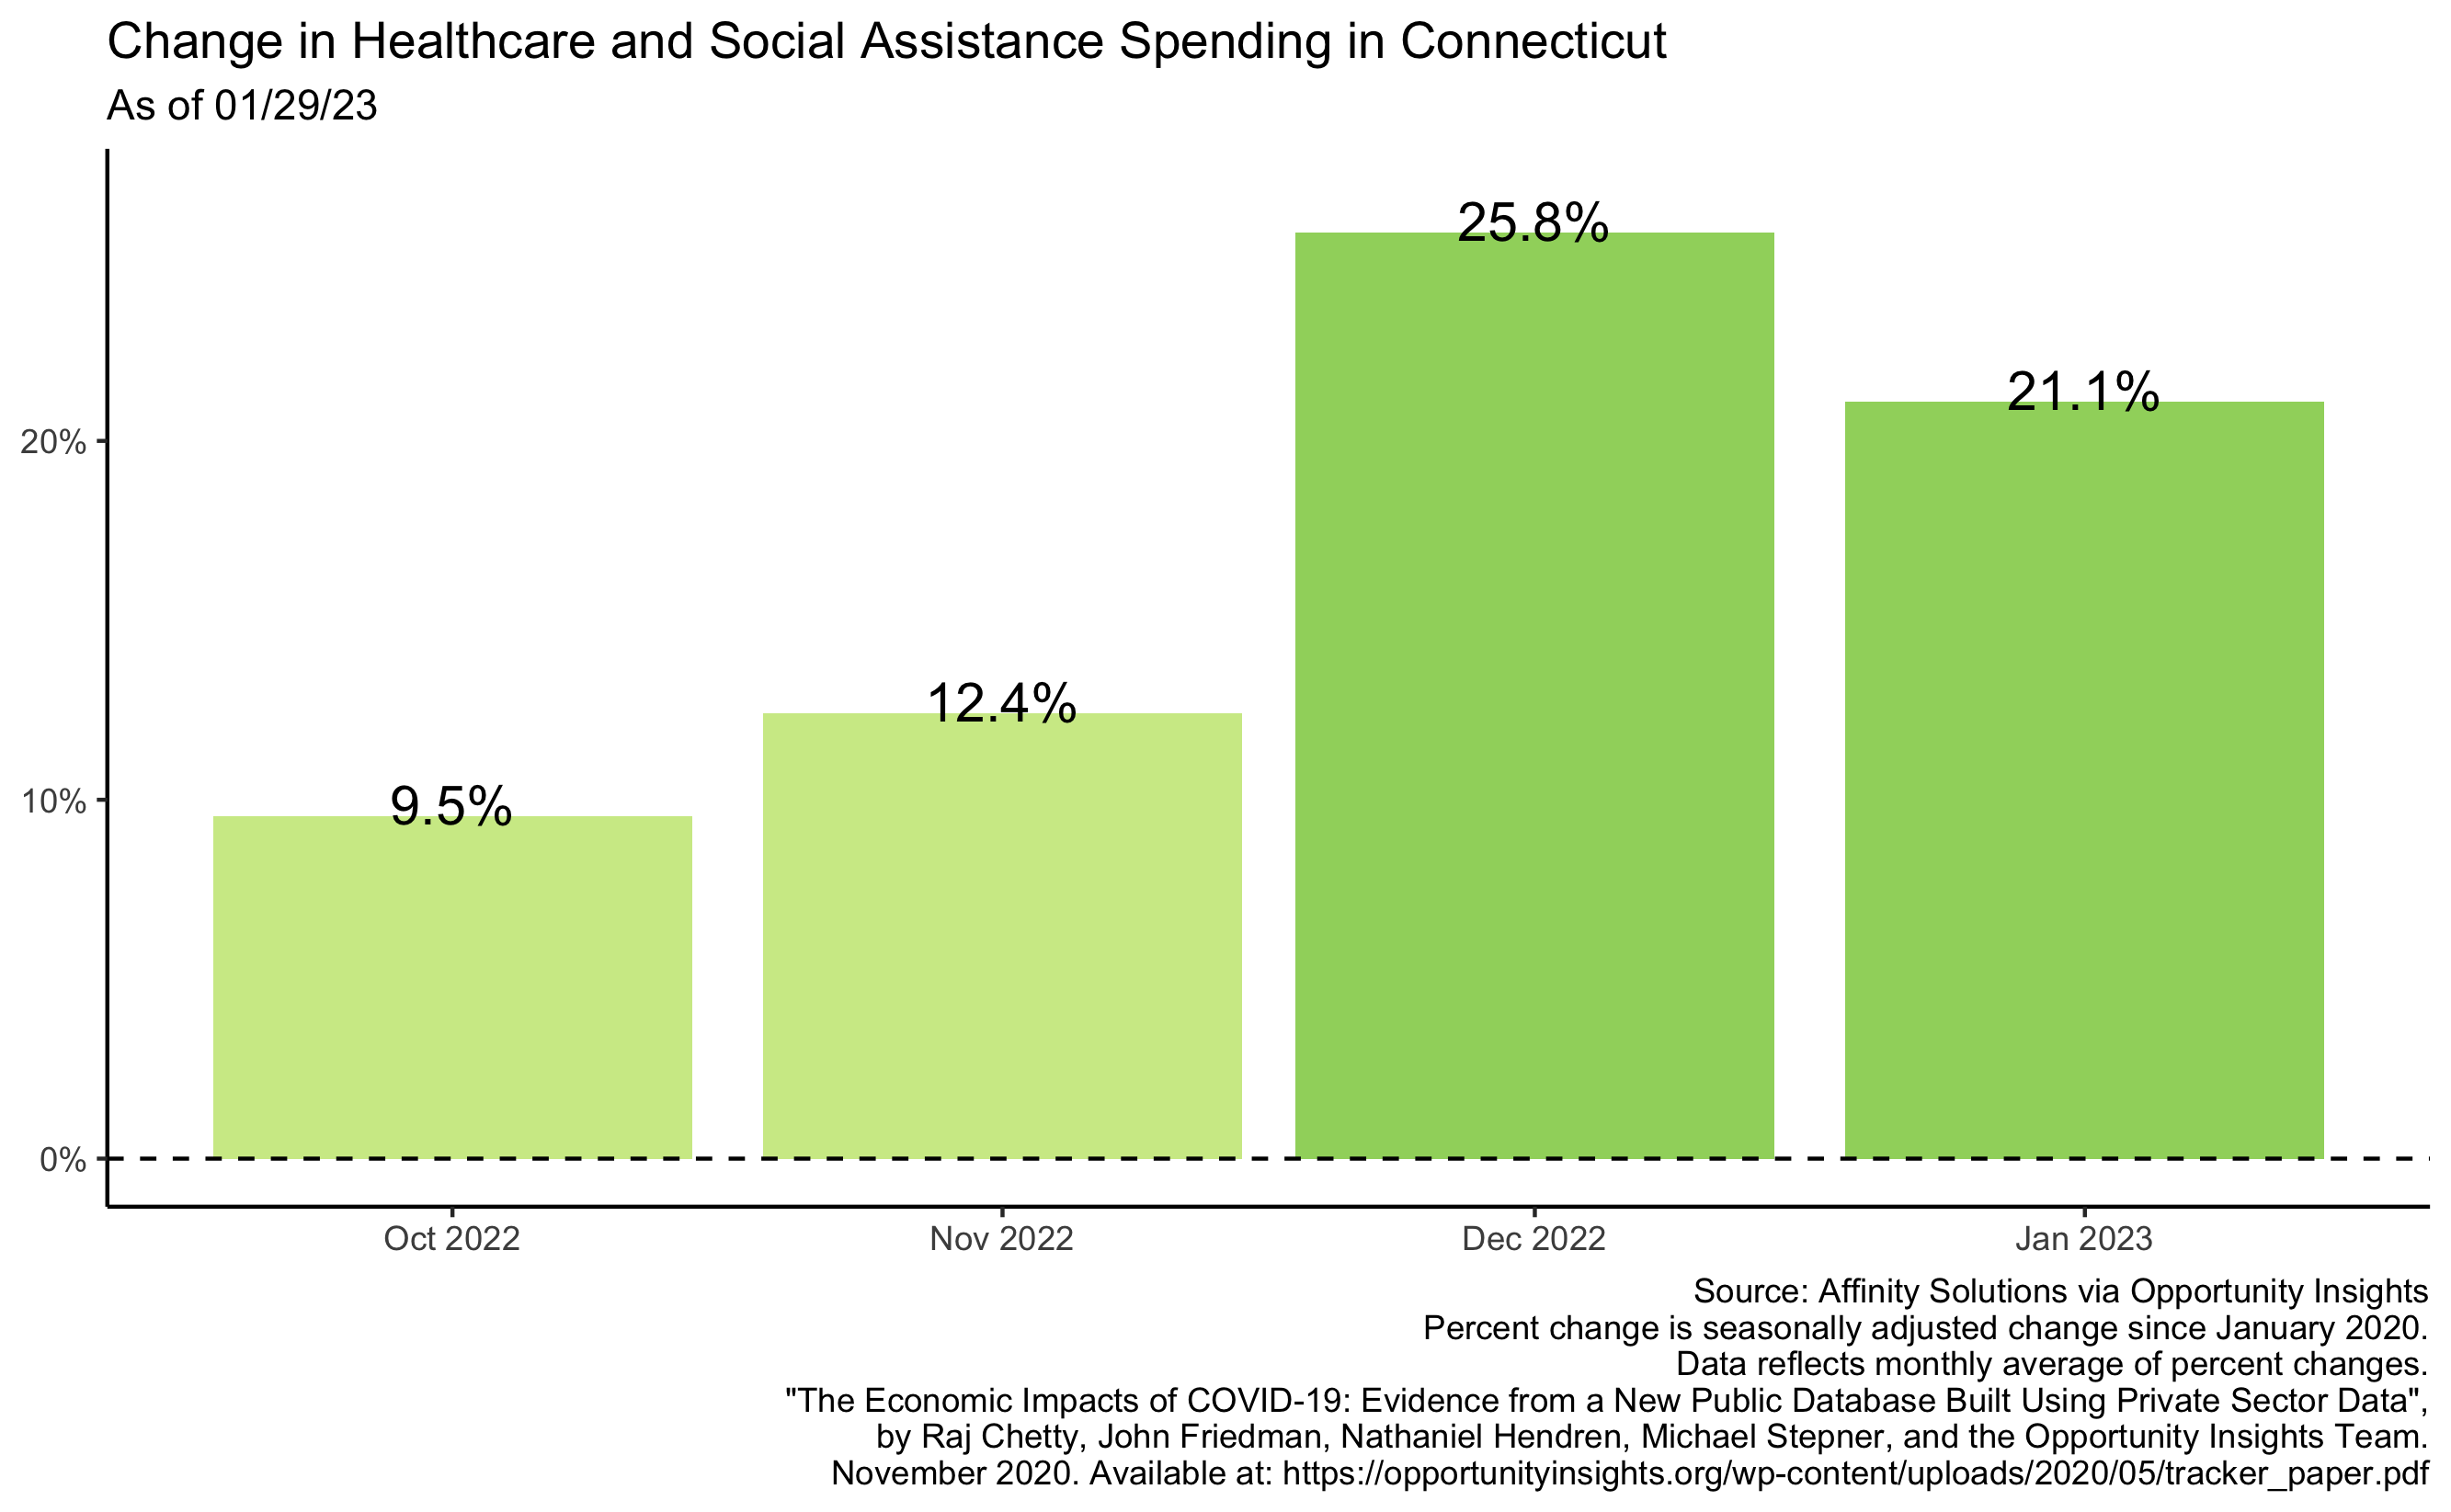 Change in Healthcare and Social Assistance Spending in Connecticut
As of 01/29/23
25.8%
21.1%
20%
12.4%
9.5%
10%
0%
Oct 2022
Nov 2022
Dec 2022
Jan 2023
Source: Affinity Solutions via Opportunity Insights
Percent change is seasonally adjusted change since January 2020.
Data reflects monthly average of percent changes.
"The Economic Impacts of COVID-19: Evidence from a New Public Database Built Using Private Sector Data",
by Raj Chetty, John Friedman, Nathaniel Hendren, Michael Stepner, and the Opportunity Insights Team.
November 2020. Available at: https://opportunityinsights.org/wp-content/uploads/2020/05/tracker_paper.pdf